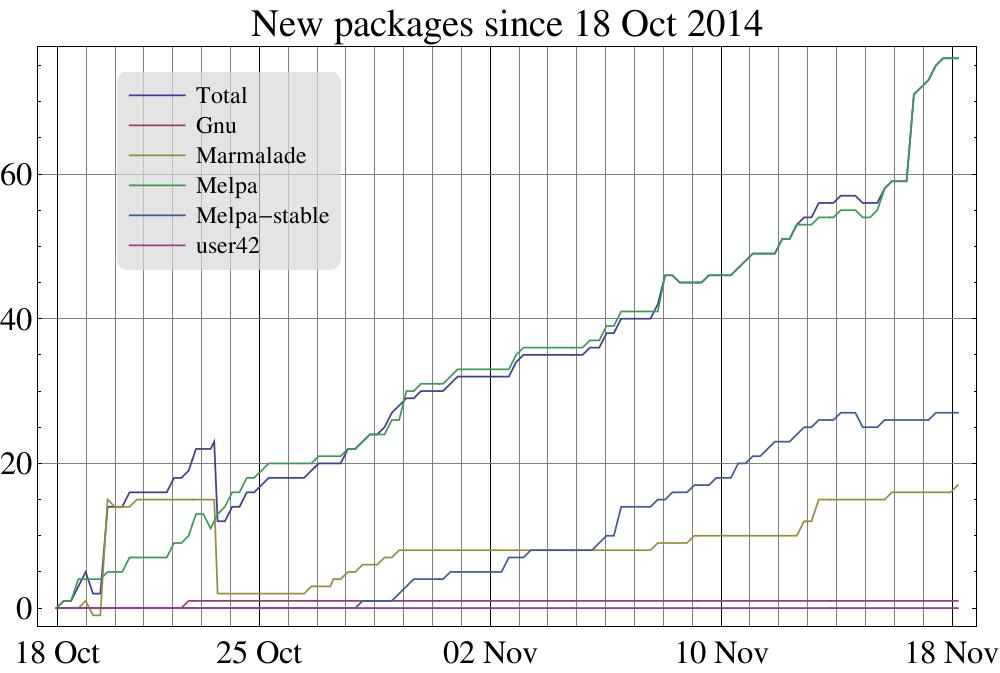 New packages since 18 Oct 2014
Total
Gnu
Marmalade
Melpa
Melpa−stable
user42
60
40
20
0
18 Oct 25 Oct 02 Nov 10 Nov 18 Nov